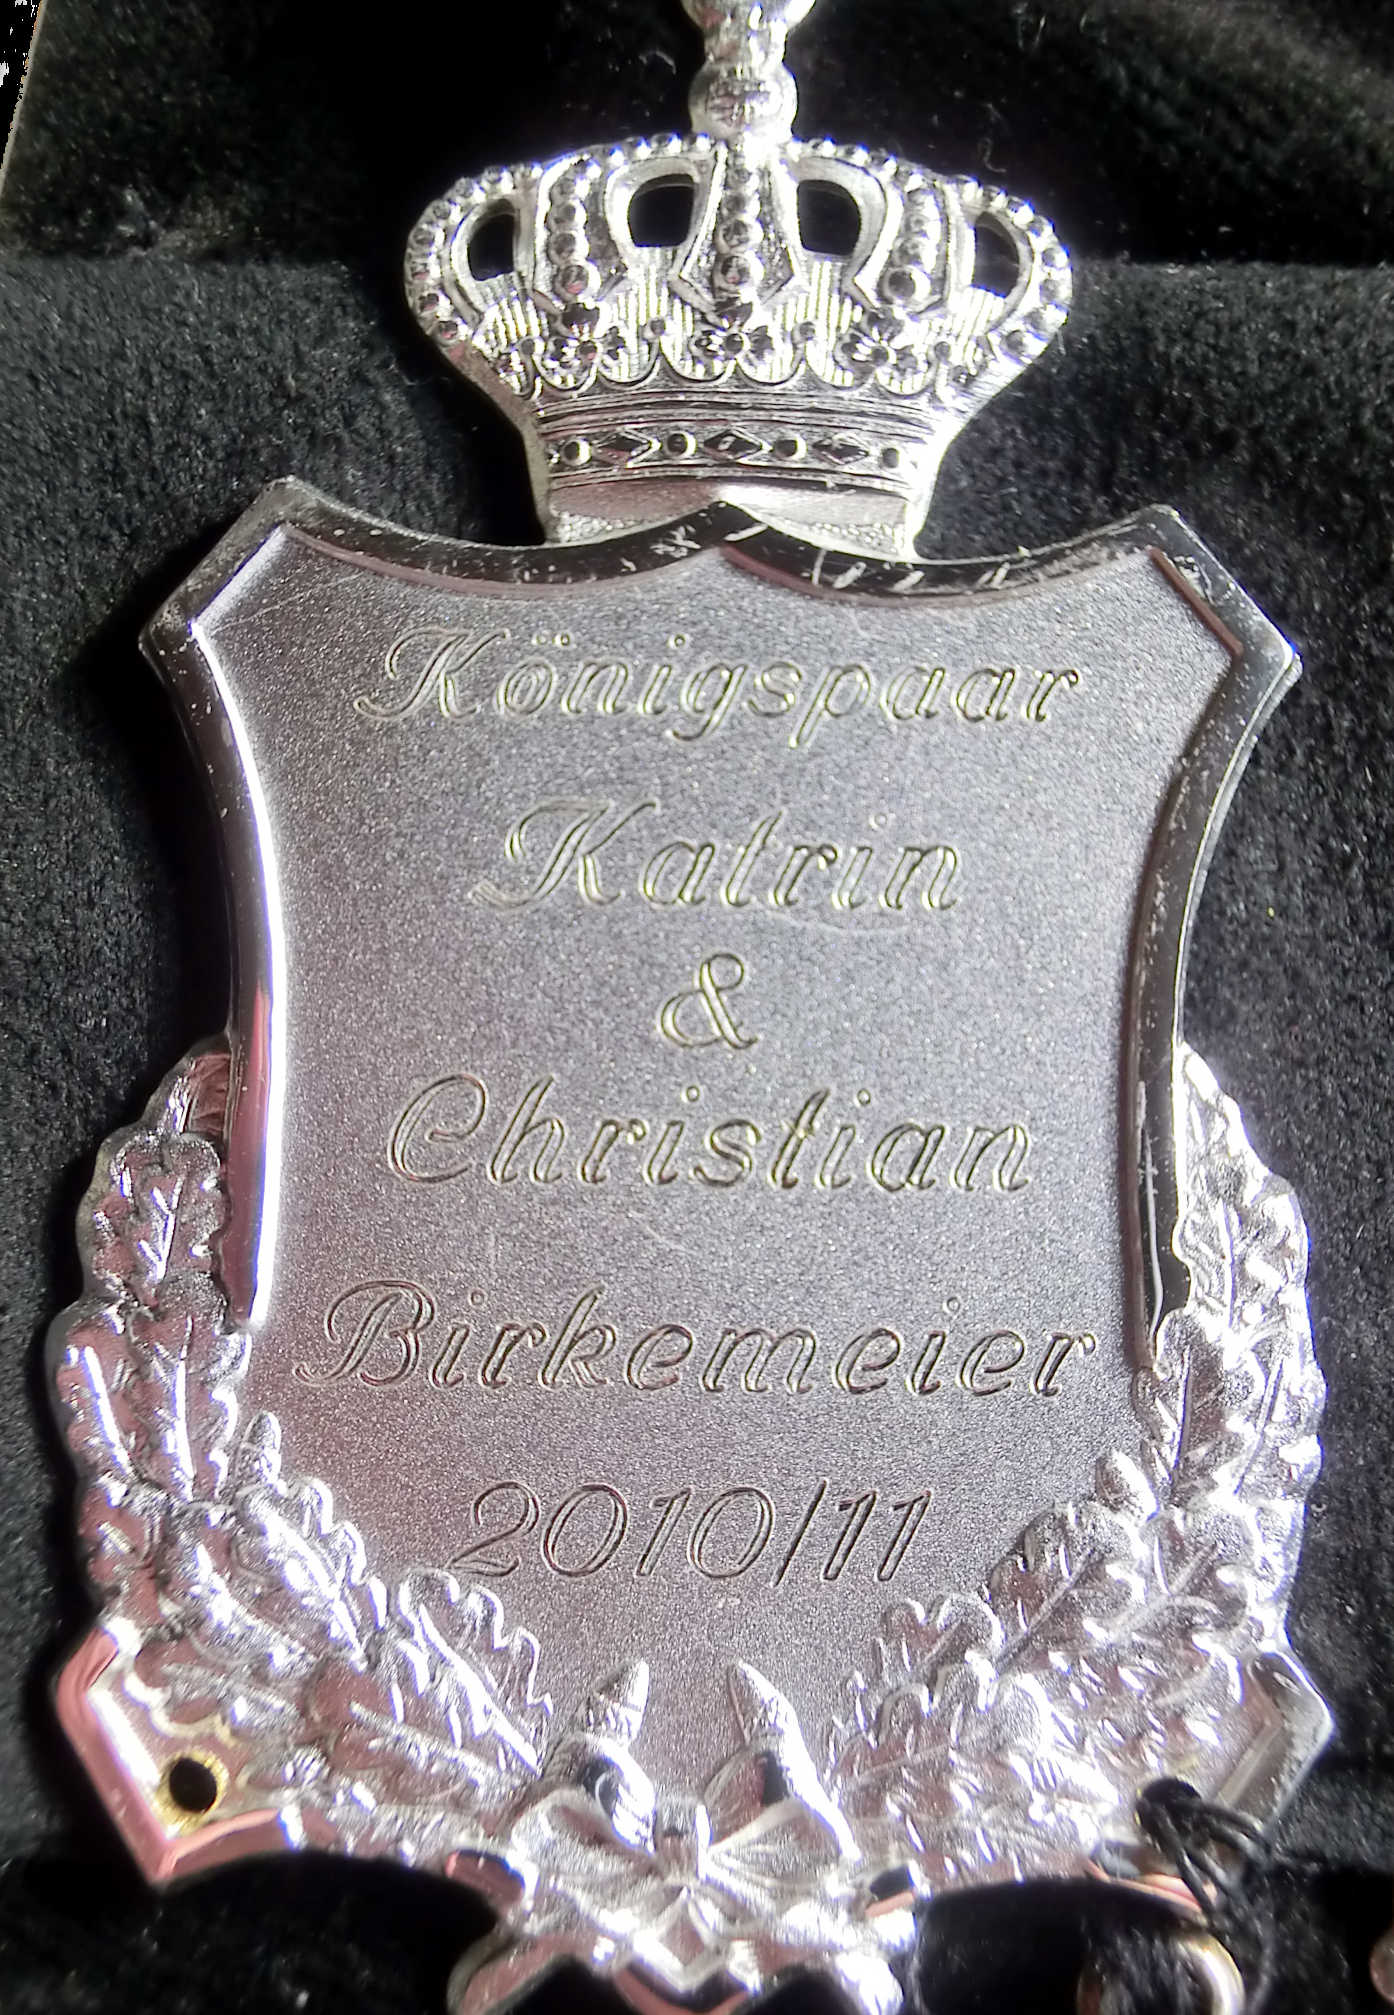 Königspaar
Katrin
&
Christian
Birkemeier
2010/11